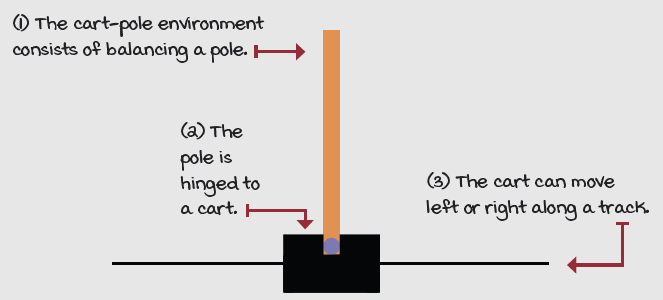 (1) The cart-pole environment
consists of balancing a pole.
(2) The
pole is
hinged to
a cart.
(3) The cart can move
left or right along a track.